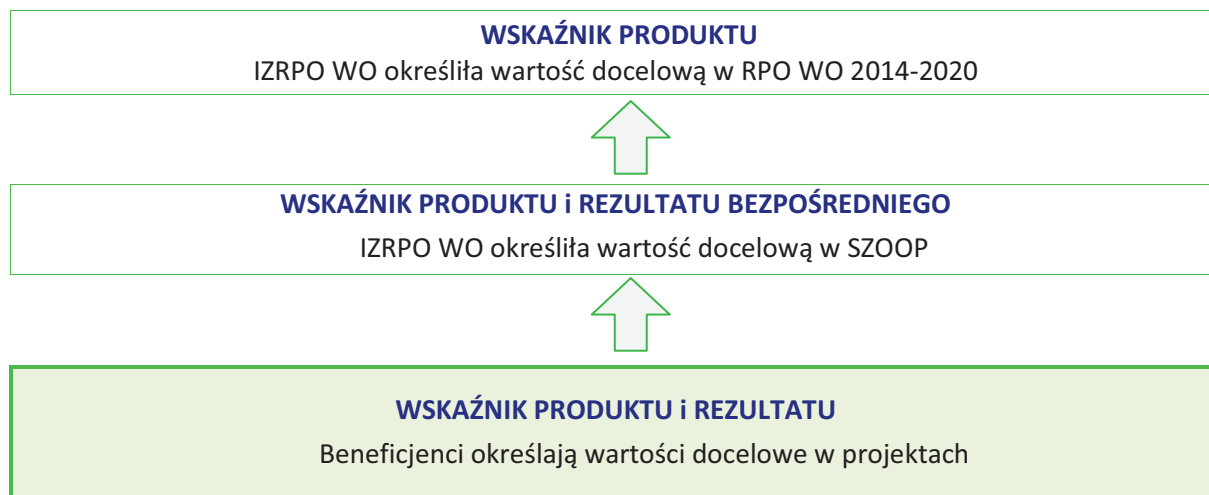 WSKAŹNIK PRODUKTU
IZRPO WO określiła wartość docelową w RPO WO 2014-2020
WSKAŹNIK PRODUKTU i REZULTATU BEZPOŚREDNIEGO
IZRPO WO określiła wartość docelową w SZOOP
WSKAŹNIK PRODUKTU i REZULTATU
Beneficjenci określają wartości docelowe w projektach